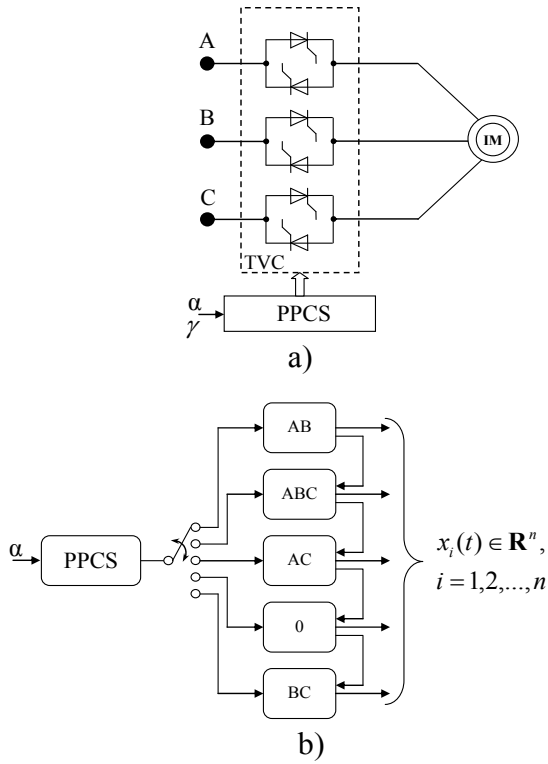 A
B
C
IM
TVC
α
γ
PPCS
a)
AB
ABC
α
PPCS
AC
0
BC
xᵢ(t) ∈ Rⁿ,
i = 1,2,...,n
b)